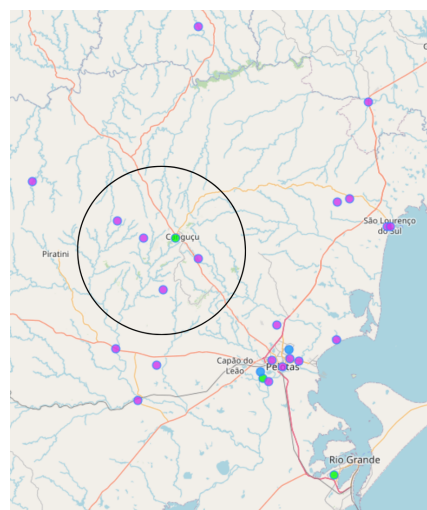 São Lourenço
do Sul
Canguçu
Piratini
Capão do
Leão
Pelotas
Rio Grande